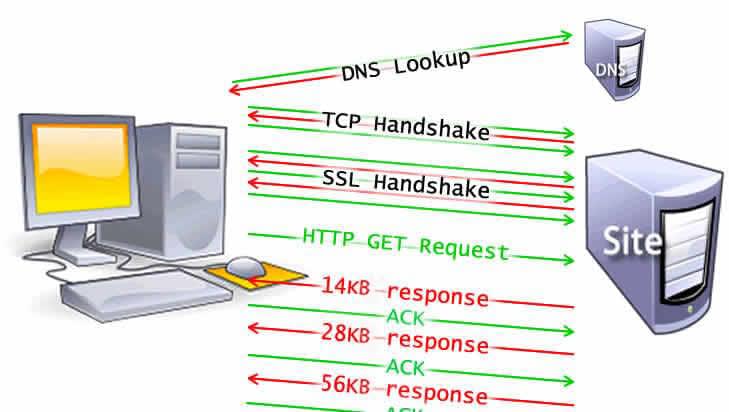 DNS Lookup
DNS
TCP Handshake
SSL Handshake
Site
HTTP GET Request
14KB response
ACK
28KB response
ACK
56KB response
ACK